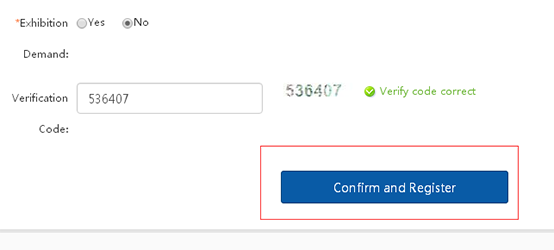 *Exhibition Demand: Yes No
Verification Code: 536407 536407 Verify code correct
Confirm and Register